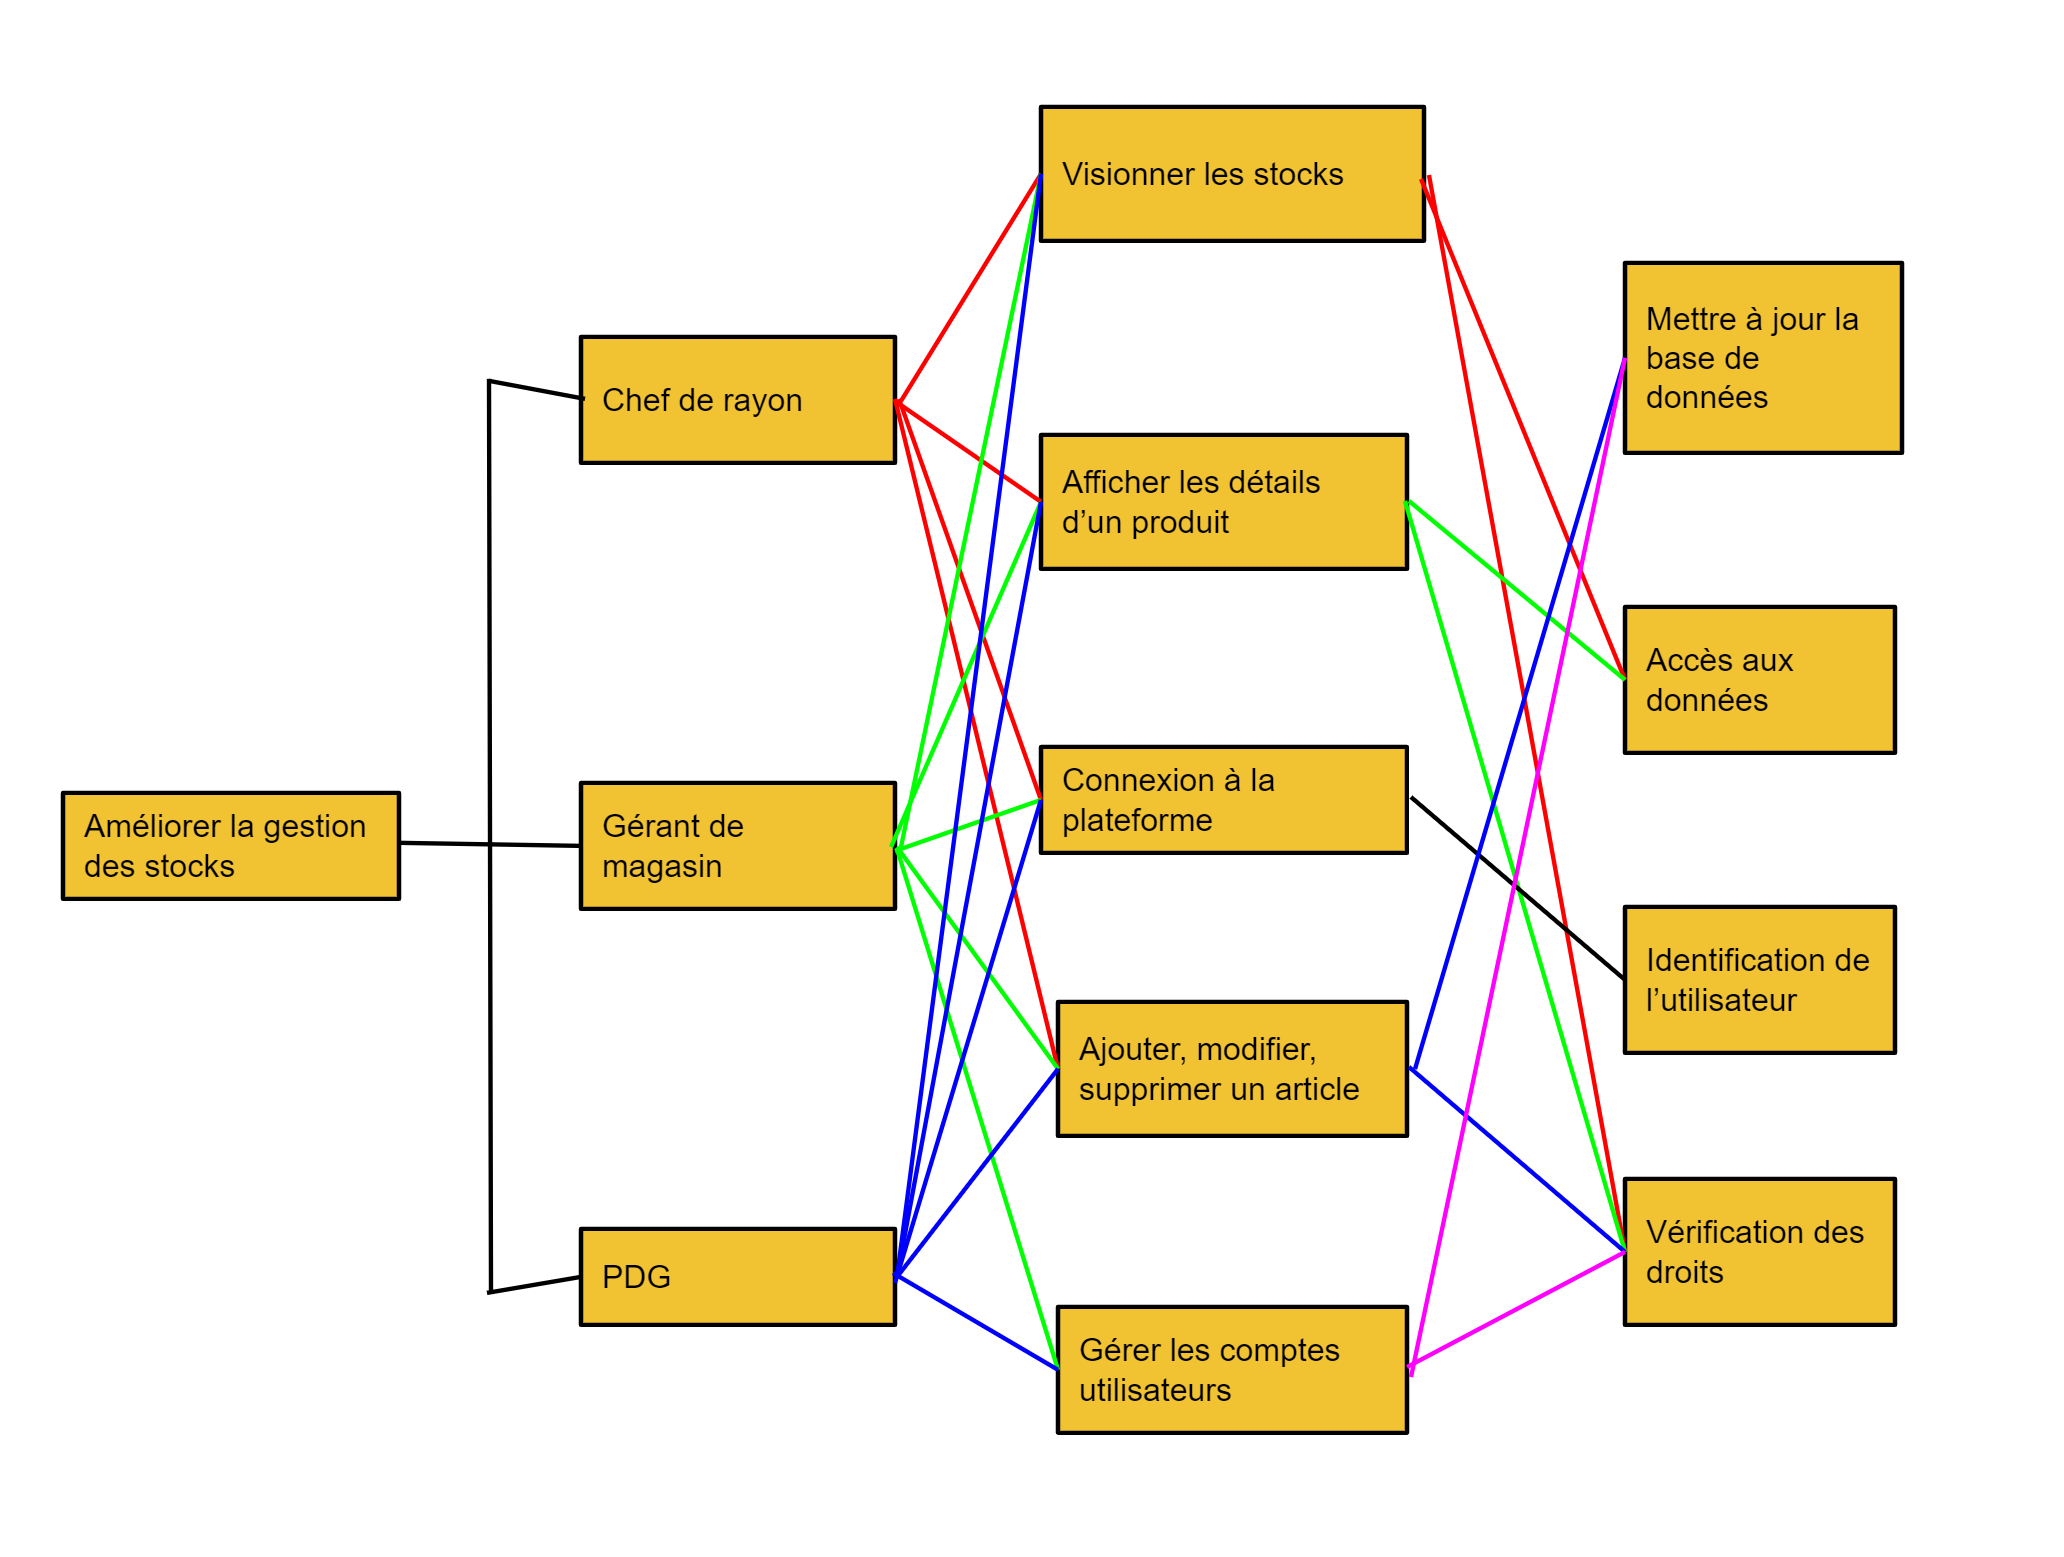 Améliorer la gestion
des stocks
Chef de rayon
Gérant de
magasin
PDG
Visionner les stocks
Afficher les détails
d’un produit
Connexion à la
plateforme
Ajouter, modifier,
supprimer un article
Gérer les comptes
utilisateurs
Mettre à jour la
base de
données
Accès aux
données
Identification de
l’utilisateur
Vérification des
droits